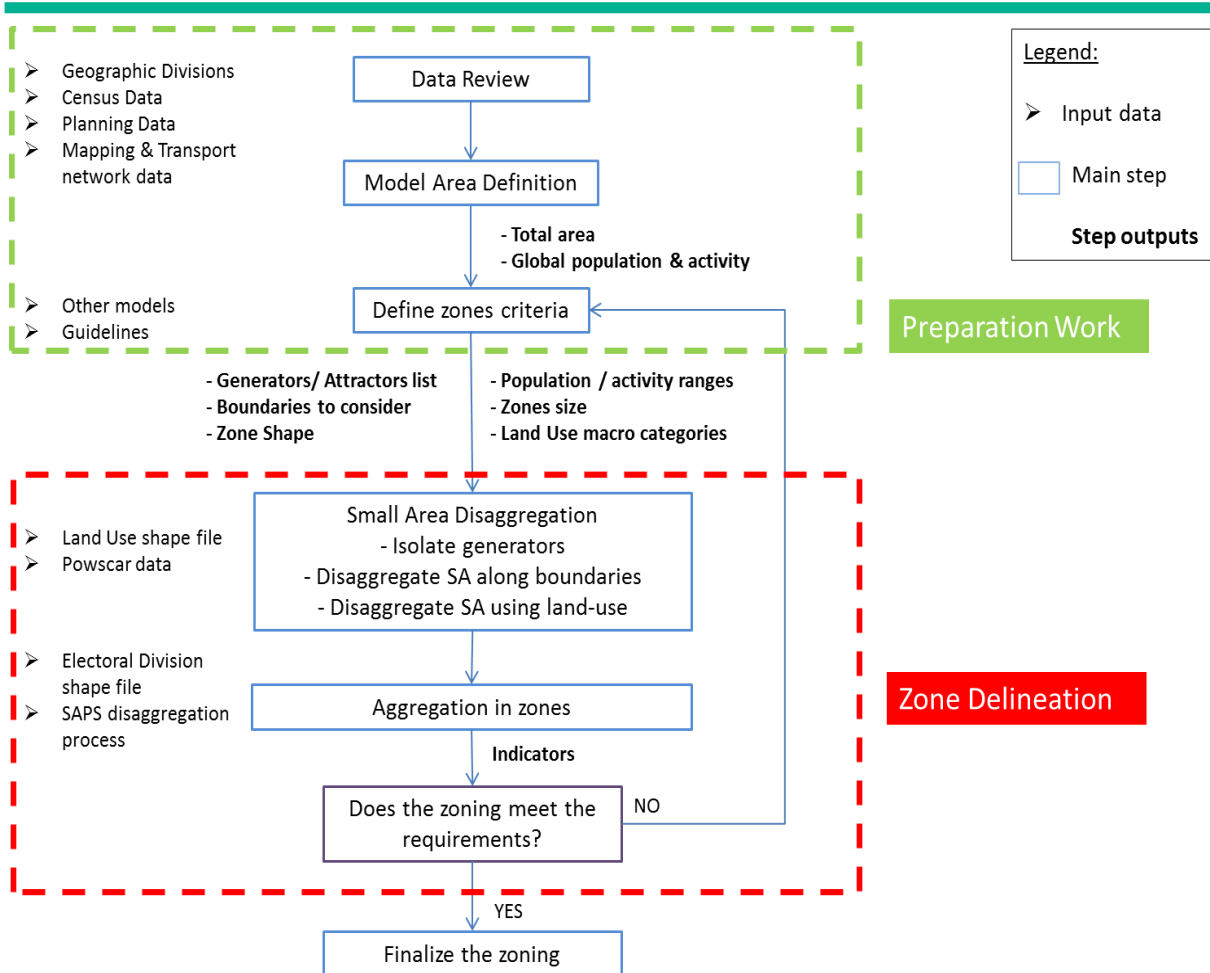 ➢ Geographic Divisions
➢ Census Data
➢ Planning Data
➢ Mapping & Transport
network data
Data Review
Model Area Definition
- Total area
- Global population & activity
➢ Other models
➢ Guidelines
Define zones criteria
Legend:
➢ Input data
Main step
Step outputs
Preparation Work
- Generators/ Attractors list
- Boundaries to consider
- Zone Shape
- Population / activity ranges
- Zones size
- Land Use macro categories
➢ Land Use shape file
➢ Powscar data
Small Area Disaggregation
- Isolate generators
- Disaggregate SA along boundaries
- Disaggregate SA using land-use
➢ Electoral Division
shape file
➢ SAPS disaggregation
process
Aggregation in zones
Indicators
Zone Delineation
Does the zoning meet the
requirements?
NO
YES
Finalize the zoning